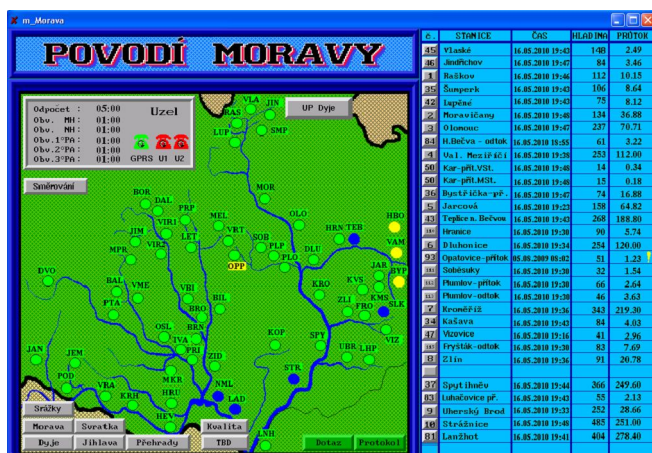 m_Morava
POVODÍ MORAVY
Odpočet : 05:00 Uzel
Obv. MH: 01:00
Obv. NH: 01:00
Obv.1°PA: 01:00
Obv.2°PA: 01:00
Obv.3°PA: 01:00 GPRS U1 U2
UP Dyje
Směrování
VLA JIN
RAS
LUP SMP
MOR
BOR DAL
PRP
VIR1 MEL OLO
JIM LET VRT HRN TEB HBO
MPR VIR2 SOB PLP DLU VAM
OPP PLO JAR BYP
DVO BAL VME VBI KRO KVS
PTA BRO BIL ZLI FRO KMS SLK
OSL BRN VIZ
IVA KOP SPY UBR LHP
JAN JEM PRI ZID
POD MKR STR
VRA KRH HRU NML LAD
HEV LNH
Srážky
Morava Svratka Kvalita
Dyje Jihlava Přehrady TBD Dotaz Protokol
č. STANICE ČAS HLADINA PRŮTOK
45 Vlaské 16.05.2010 19:43 148 2.49
46 Jindřichov 16.05.2010 19:47 84 3.46
1 Raškov 16.05.2010 19:46 112 10.15
35 Šumperk 16.05.2010 19:43 106 8.64
42 Lupěné 16.05.2010 19:43 75 8.12
2 Moravičany 16.05.2010 19:48 134 36.88
3 Olomouc 16.05.2010 19:47 237 70.71
84 H.Bečva - odtok 16.05.2010 18:55 61 3.22
4 Val. Meziříčí 16.05.2010 19:38 253 112.00
50 Kar-přít.VSt. 16.05.2010 19:48 14 0.34
50 Kar-přít.MSt. 16.05.2010 19:48 15 0.18
36 Bystřička-př. 16.05.2010 19:47 74 16.88
5 Jarcová 16.05.2010 19:23 158 64.82
43 Teplice n. Bečvou 16.05.2010 19:43 268 188.80
Hranice 16.05.2010 19:30 90 5.74
6 Dluhonice 16.05.2010 19:34 254 120.00
93 Opatovice-přítok 05.08.2009 08:02 51 1.23 !
Soběsuky 16.05.2010 19:30 32 1.54
Plumlov-přítok 16.05.2010 19:30 66 2.64
Plumlov-odtok 16.05.2010 19:30 46 3.63
7 Kroměříž 16.05.2010 19:36 343 219.30
34 Kašava 16.05.2010 19:43 84 4.03
47 Vizovice 16.05.2010 19:16 41 2.96
Fryšták-odtok 16.05.2010 19:30 83 7.69
8 Zlín 16.05.2010 19:36 91 20.78
37 Spytihněv 16.05.2010 19:44 366 249.60
83 Luhačovice př. 16.05.2010 19:43 55 2.13
9 Uherský Brod 16.05.2010 19:33 252 28.66
10 Strážnice 16.05.2010 19:48 485 251.00
81 Lanžhot 16.05.2010 19:41 404 278.40